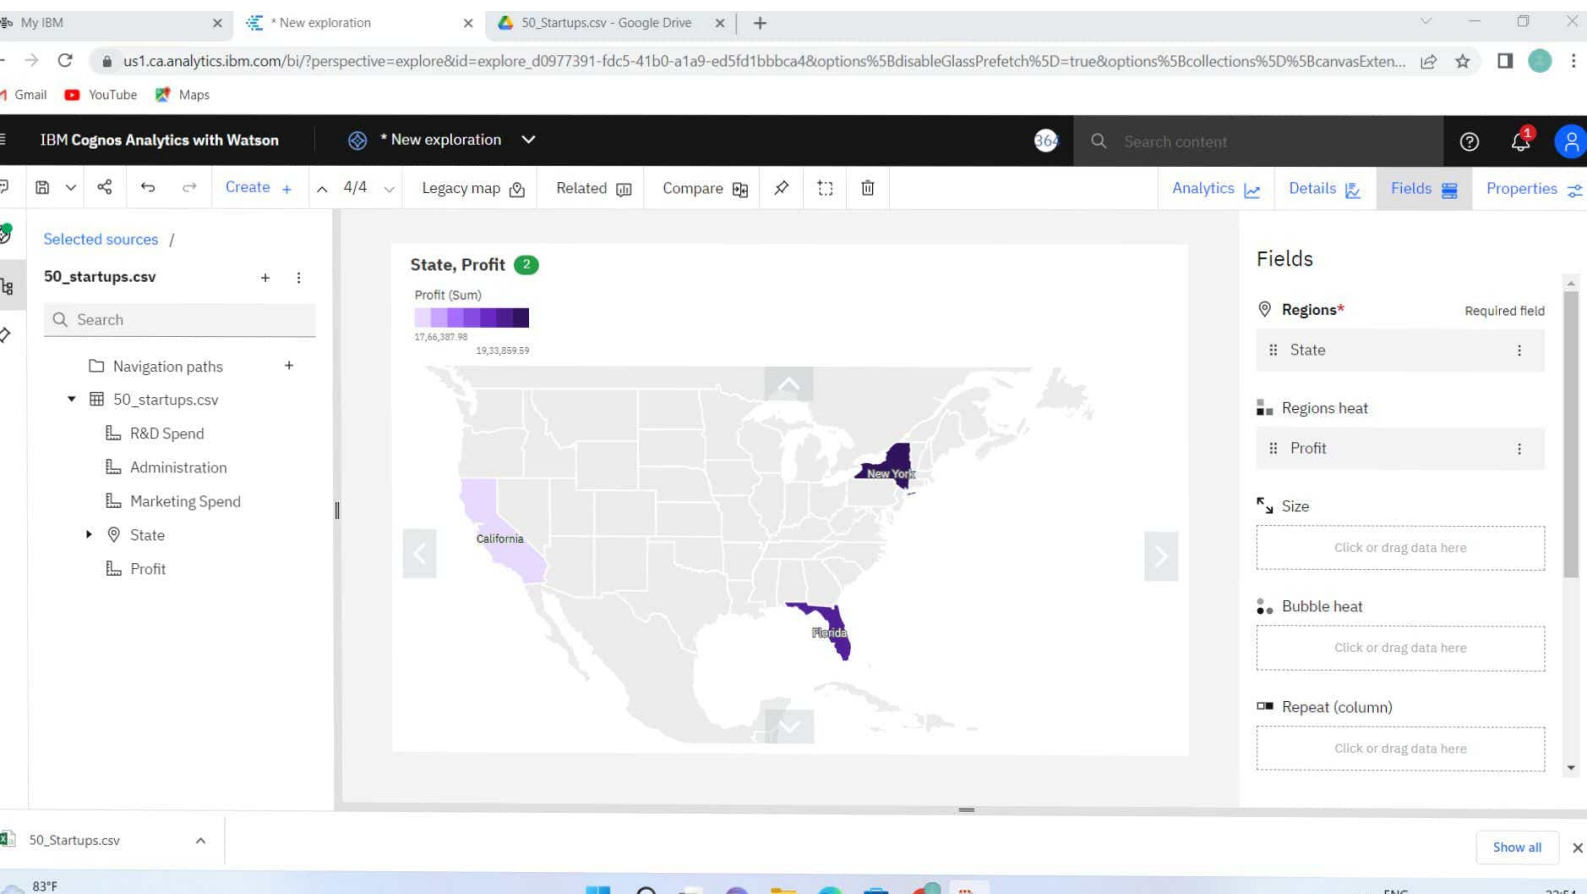 My IBM
* New exploration
50_Startups.csv - Google Drive
us1.ca.analytics.ibm.com/bi/?perspective=explore&id=explore_d0977391-fdc5-41b0-a1a9-ed5fd1bbbca4&options%5BdisableGlassPrefetch%5D=true&options%5Bcollections%5D%5BcanvasExten...
Gmail
YouTube
Maps
IBM Cognos Analytics with Watson
* New exploration
364
Search content
1
Create
4/4
Legacy map
Related
Compare
Analytics
Details
Fields
Properties
Selected sources /
50_startups.csv
Search
Navigation paths
50_startups.csv
R&D Spend
Administration
Marketing Spend
State
Profit
State, Profit 2
Profit (Sum)
17,66,387.98
19,33,859.59
New York
California
Florida
Fields
Regions*
Required field
State
Regions heat
Profit
Size
Click or drag data here
Bubble heat
Click or drag data here
Repeat (column)
Click or drag data here
50_Startups.csv
Show all
83°F